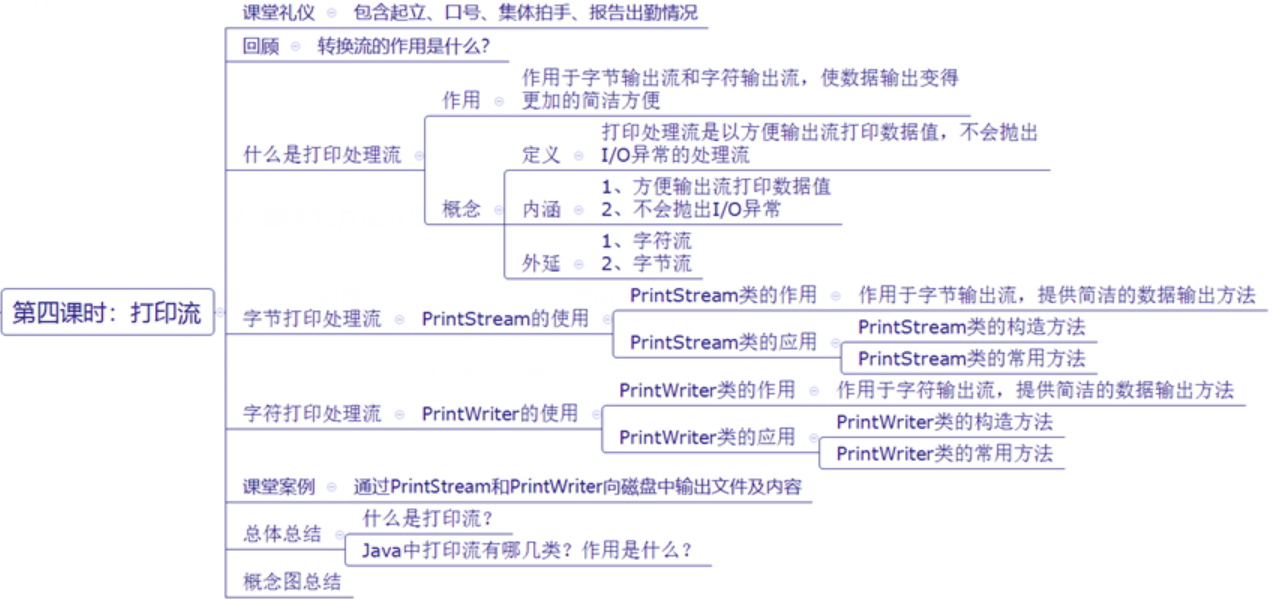 课堂礼仪 包含起立、口号、集体拍手、报告出勤情况
回顾 转换流的作用是什么?
什么是打印处理流
作用
作用于字节输出流和字符输出流，使数据输出变得
更加的简洁方便
概念
定义
打印处理流是以方便输出流打印数据值，不会抛出
I/O异常的处理流
内涵
1、方便输出流打印数据值
2、不会抛出I/O异常
外延
1、字符流
2、字节流
第四课时：打印流
字节打印处理流 PrintStream的使用
PrintStream类的作用 作用于字节输出流，提供简洁的数据输出方法
PrintStream类的应用
PrintStream类的构造方法
PrintStream类的常用方法
字符打印处理流 PrintWriter的使用
PrintWriter类的作用 作用于字符输出流，提供简洁的数据输出方法
PrintWriter类的应用
PrintWriter类的构造方法
PrintWriter类的常用方法
课堂案例 通过PrintStream和PrintWriter向磁盘中输出文件及内容
总体总结
什么是打印流？
Java中打印流有哪几类？作用是什么？
概念图总结